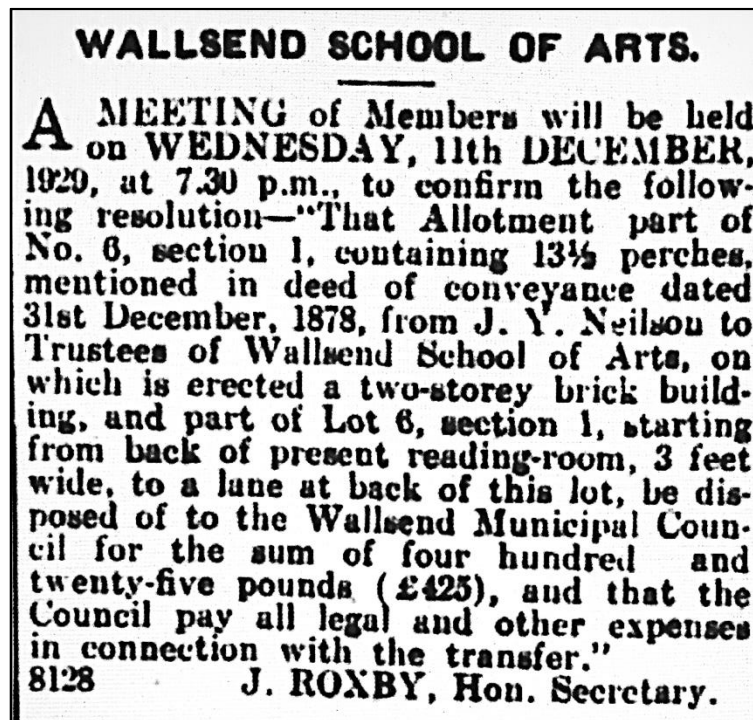 WALLSEND SCHOOL OF ARTS.
A MEETING of Members will be held
on WEDNESDAY, 11th DECEMBER,
1929, at 7.30 p.m., to confirm the follow-
ing resolution—"That Allotment part of
No. 6, section 1, containing 13½ perches,
mentioned in deed of conveyance dated
31st December, 1878, from J. Y. Neilson to
Trustees of Wallsend School of Arts, on
which is erected a two-storey brick build-
ing, and part of Lot 6, section 1, starting
from back of present reading-room, 3 feet
wide, to a lane at back of this lot, be dis-
posed of to the Wallsend Municipal Coun-
cil for the sum of four hundred and
twenty-five pounds (£425), and that the
Council pay all legal and other expenses
in connection with the transfer."
8128 J. ROXBY, Hon. Secretary.